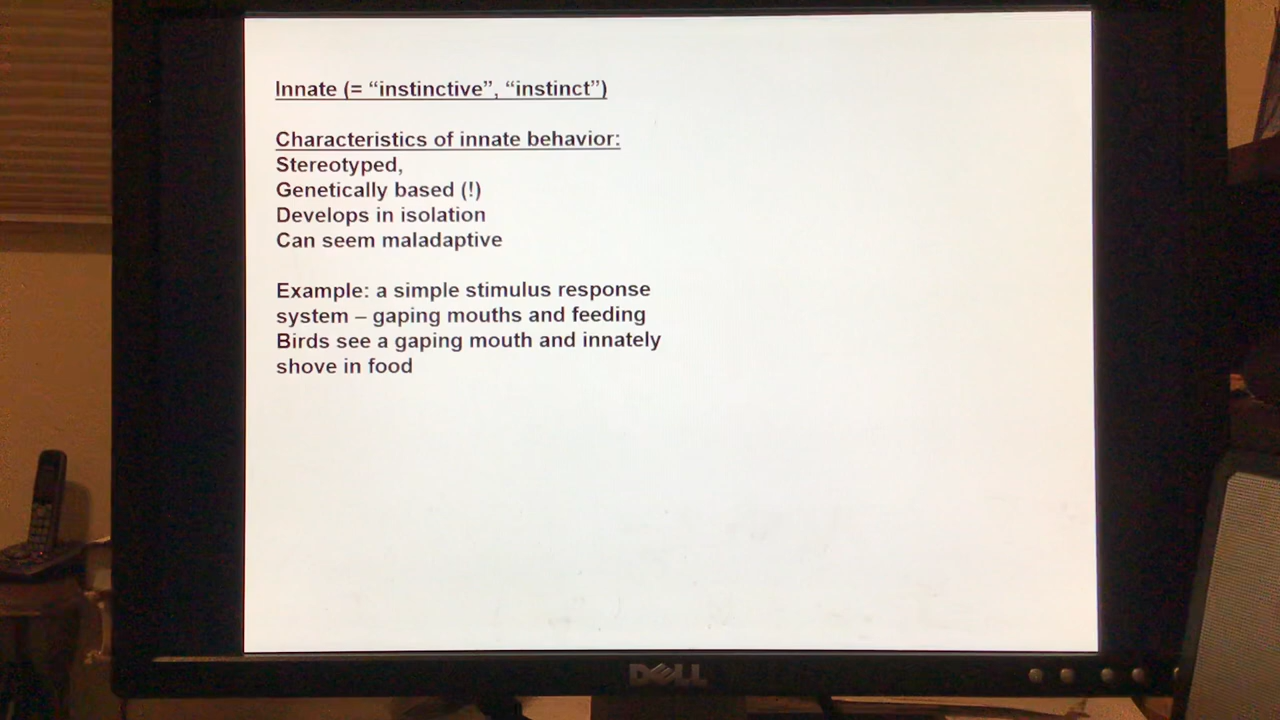 Innate (= “instinctive”, “instinct”)
Characteristics of innate behavior:
Stereotyped,
Genetically based (!)
Develops in isolation
Can seem maladaptive
Example: a simple stimulus response
system – gaping mouths and feeding
Birds see a gaping mouth and innately
shove in food
DELL